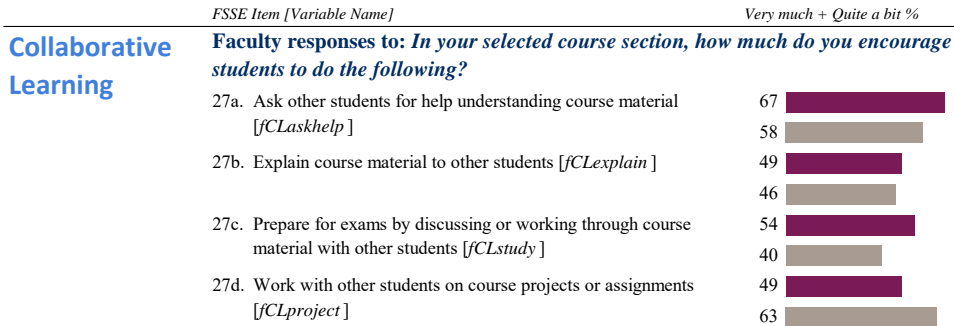 FSSE Item [Variable Name] Very much + Quite a bit %
Collaborative
Learning
Faculty responses to: In your selected course section, how much do you encourage
students to do the following?
27a. Ask other students for help understanding course material
[fCLaskhelp ]
67
58
27b. Explain course material to other students [fCLexplain ]
49
46
27c. Prepare for exams by discussing or working through course
material with other students [fCLstudy ]
54
40
27d. Work with other students on course projects or assignments
[fCLproject ]
49
63